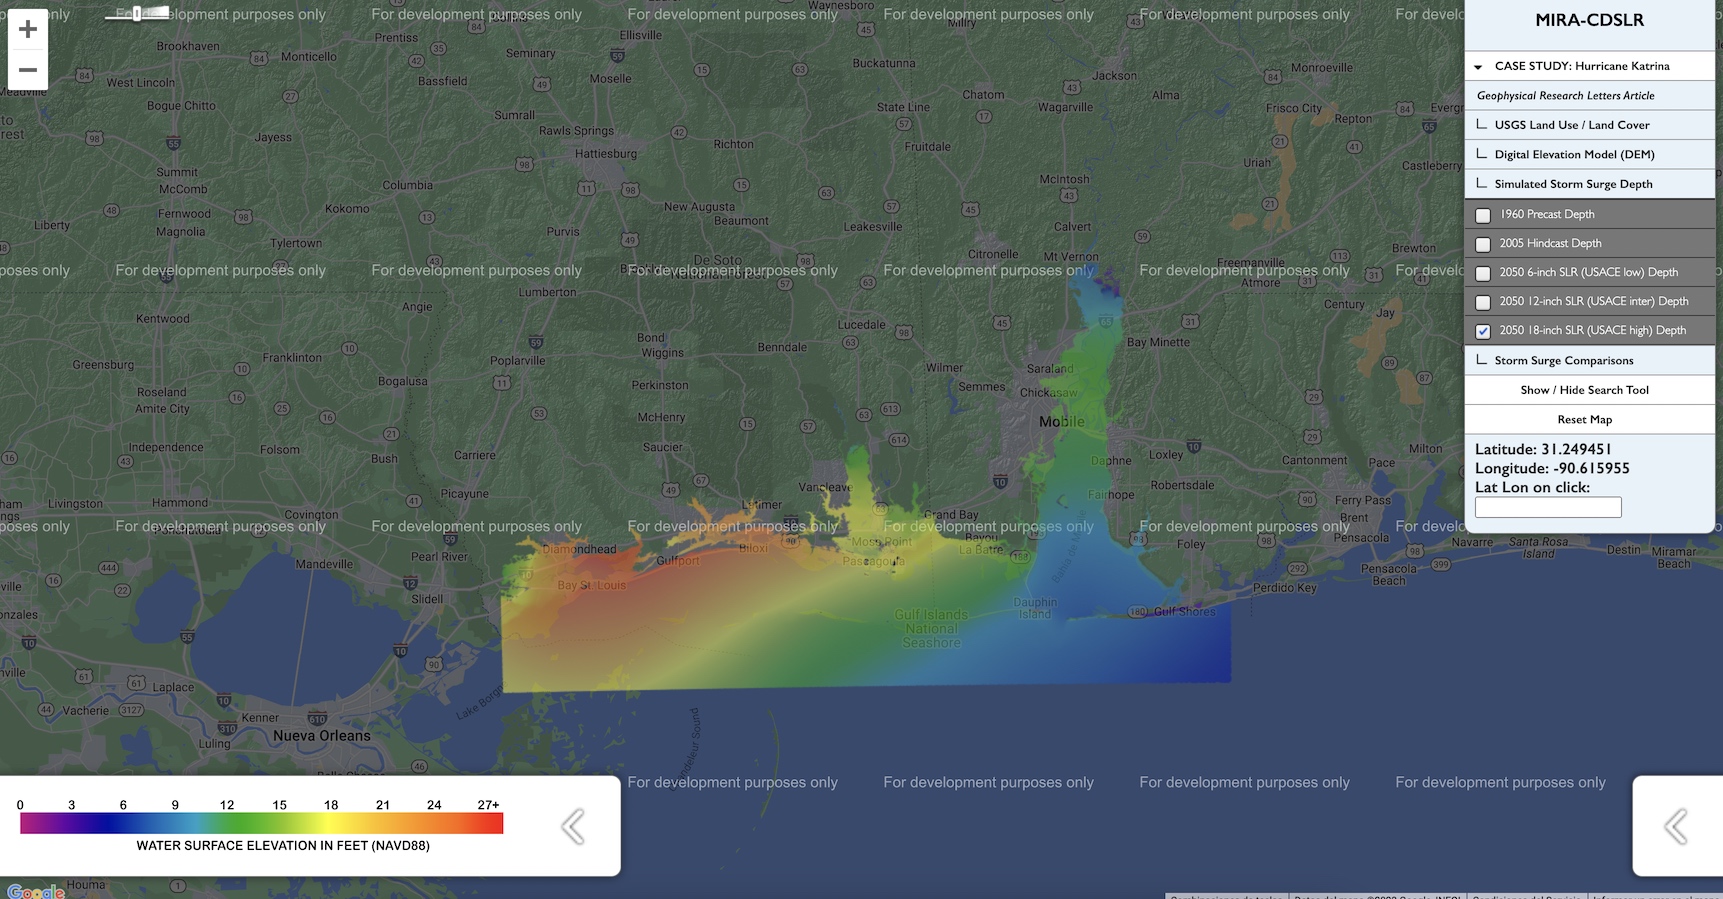 MIRA-CDSLR
CASE STUDY: Hurricane Katrina
Geophysical Research Letters Article
USGS Land Use / Land Cover
Digital Elevation Model (DEM)
Simulated Storm Surge Depth
1960 Precast Depth
2005 Hindcast Depth
2050 6-inch SLR (USACE low) Depth
2050 12-inch SLR (USACE inter) Depth
2050 18-inch SLR (USACE high) Depth
Storm Surge Comparisons
Show / Hide Search Tool
Reset Map
Latitude: 31.249451
Longitude: -90.615955
Lat Lon on click:
For development purposes only
Waynesboro
Millry
Prentiss
Ellisville
Brookhaven
Monticello
Seminary
Buckatunna
Bassfield
Moselle
Jackson
Monroeville
West Lincoln
Meadville
Bogue Chitto
Chatom
Alma
State Line
Wagarville
Frisco City
Repton
Sumrall
Rawls Springs
Jayess
Hattiesburg
Richton
Fruitdale
Castleberry
Uriah
Summit
McComb
Columbia
McIntosh
Fernwood
Magnolia
Kokomo
New Augusta
Beaumont
Leakesville
Liberty
Calvert
Tylertown
Purvis
Citronelle
Mt Vernon
Brewton
De Soto
National Forest
Freemanville
Atmore
Lumberton
Angie
Century
Jay
Kentwood
Lucedale
Bond
Wiggins
Benndale
Bay Minette
Franklinton
Poplarville
Greensburg
Wilmer
Saraland
Bogalusa
Perkinston
Semmes
Chickasaw
Roseland
Amite City
McHenry
Mobile
Independence
Folsom
Saucier
Daphne
Loxley
Milton
Bush
Carriere
Cantonment
Pace
Vancleave
Robertsdale
Livingston
Hammond
Picayune
Latimer
Fairhope
Ferry Pass
Brent
Covington
Grand Bay
Ponchatoula
Bayou
La Batre
Foley
Pensacola
Navarre
Santa Rosa
Island
Destin
Miramar
Beach
Diamondhead
Biloxi
Moss Point
Pearl River
Mandeville
Gulfport
Pascagoula
Bahía de Mobile
Pensacola
Beach
Bay St. Louis
Perdido Key
Slidell
Dauphin
Island
Gulf Shores
Gulf Islands
National
Seashore
Laplace
Lake Borgne
Vacherie
Kenner
Luling
Nueva Orleans
Chandeleur Sound
Belle Chasse
Houma
0 3 6 9 12 15 18 21 24 27+
WATER SURFACE ELEVATION IN FEET (NAVD88)
Google